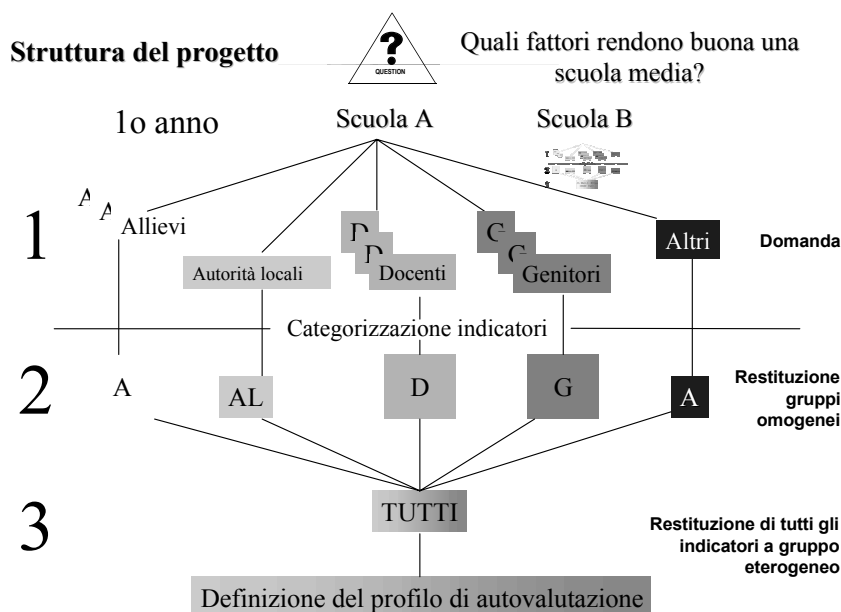 Struttura del progetto
?
QUESTION
Quali fattori rendono buona una
scuola media?
1o anno
Scuola A
Scuola B
1
A
A
Allievi
Autorità locali
D
D
Docenti
G
G
Genitori
Altri
Domanda
Categorizzazione indicatori
2
A
AL
D
G
A
Restituzione
gruppi
omogenei
3
TUTTI
Restituzione di tutti gli
indicatori a gruppo
eterogeneo
Definizione del profilo di autovalutazione